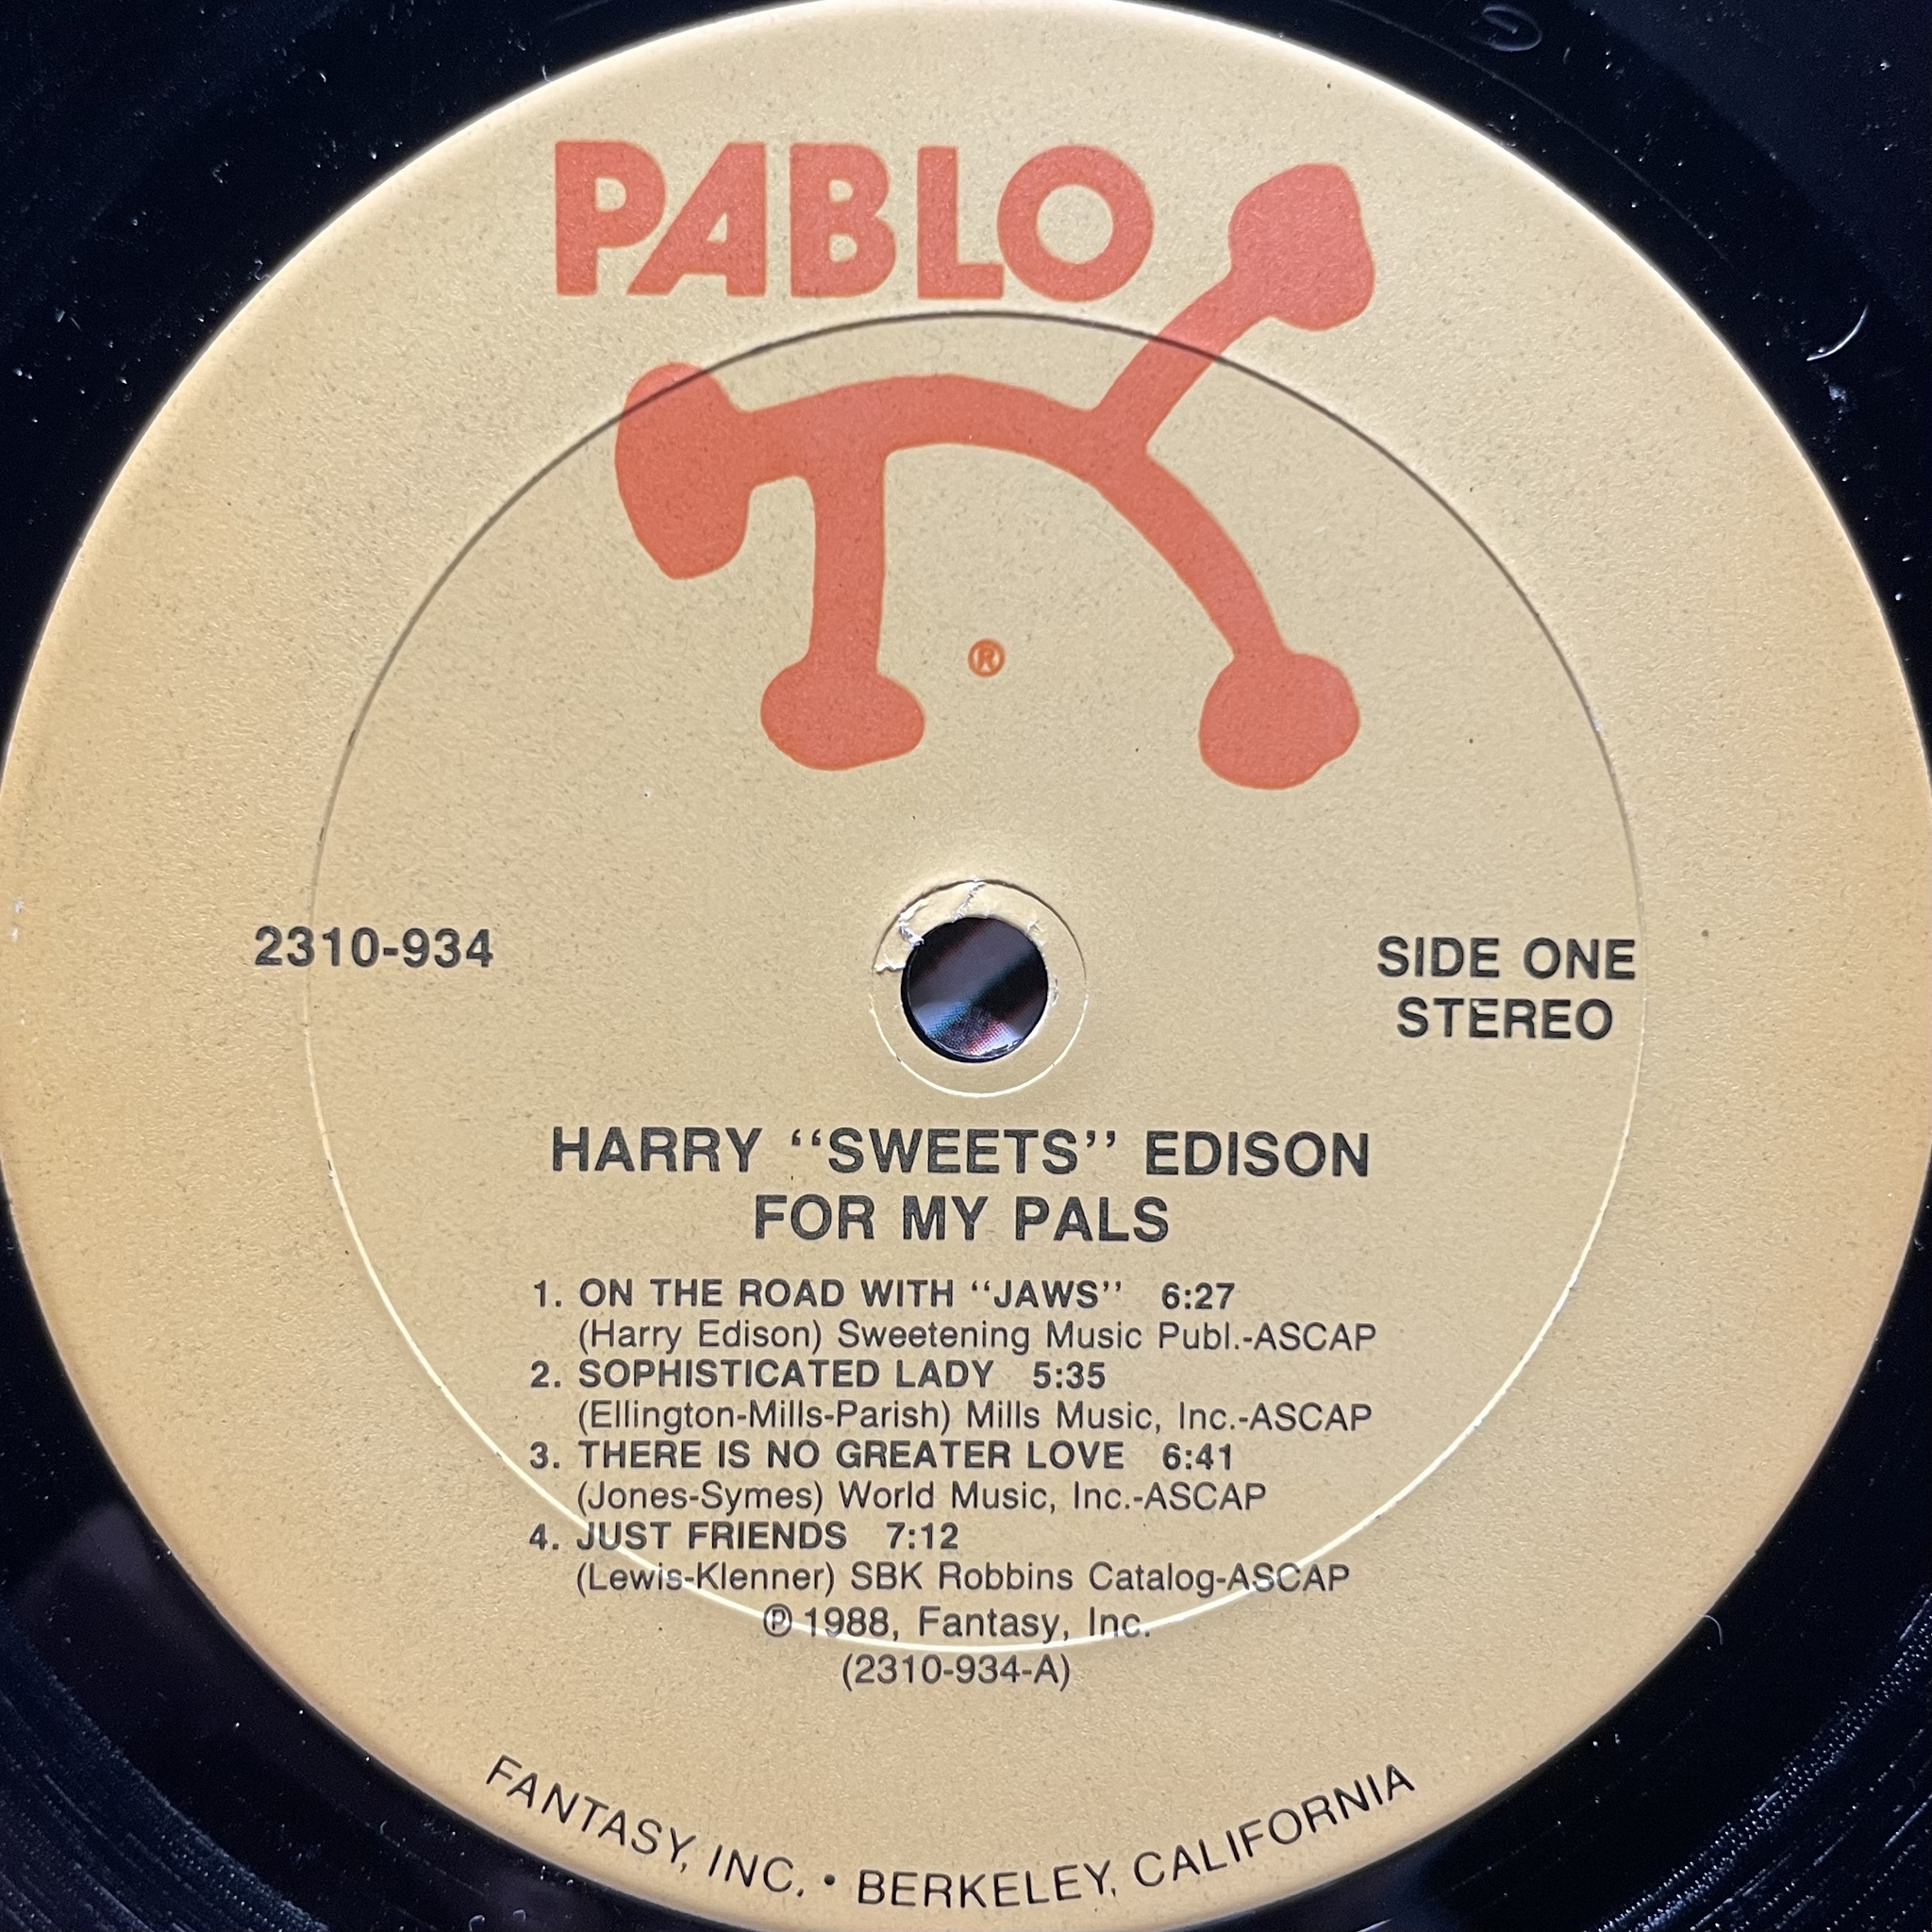 PABLO
®
2310-934
SIDE ONE
STEREO
HARRY “SWEETS” EDISON
FOR MY PALS
1. ON THE ROAD WITH “JAWS” 6:27
(Harry Edison) Sweetening Music Publ.-ASCAP
2. SOPHISTICATED LADY 5:35
(Ellington-Mills-Parish) Mills Music, Inc.-ASCAP
3. THERE IS NO GREATER LOVE 6:41
(Jones-Symes) World Music, Inc.-ASCAP
4. JUST FRIENDS 7:12
(Lewis-Klenner) SBK Robbins Catalog-ASCAP
℗ 1988, Fantasy, Inc.
(2310-934-A)
FANTASY, INC. • BERKELEY, CALIFORNIA